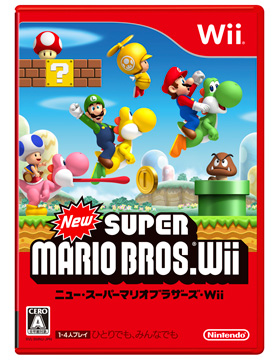 Wii
New
SUPER
MARIO BROS.Wii
ニュー・スーパーマリオブラザーズ・Wii
CERO
A
1-4人プレイ ひとりでも、みんなでも
Nintendo